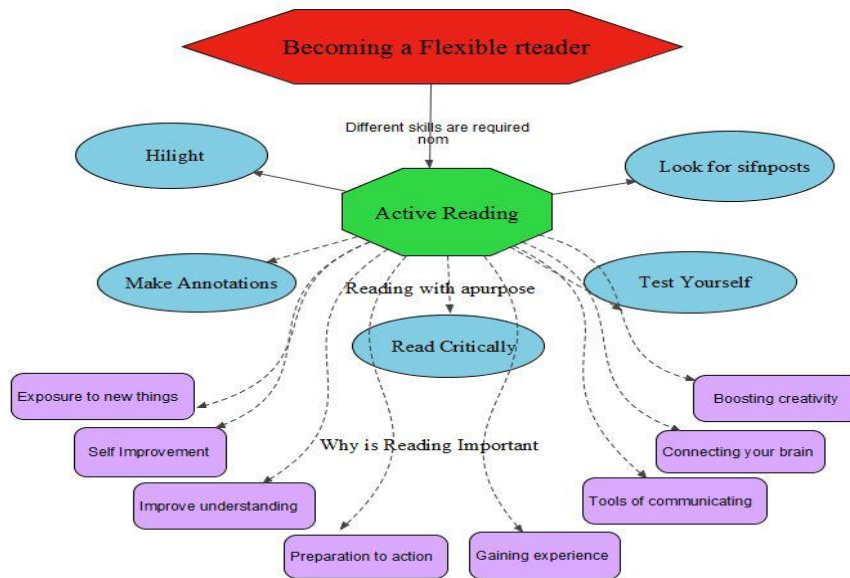 Becoming a Flexible rteader
Different skills are required
nom
Hilight
Look for sifnposts
Active Reading
Make Annotations
Test Yourself
Reading with apurpose
Read Critically
Exposure to new things
Boosting creativity
Self Improvement
Why is Reading Important
Connecting your brain
Improve understanding
Tools of communicating
Preparation to action
Gaining experience